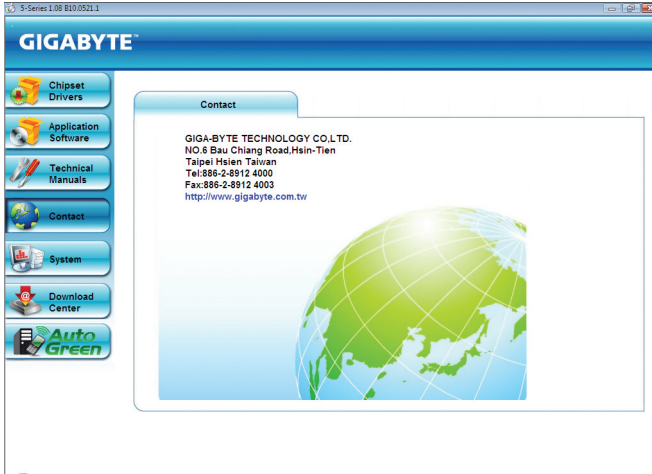 5-Series 1.08 B10.0521.1
GIGABYTE™
Chipset
Drivers
Application
Software
Technical
Manuals
Contact
System
Download
Center
Auto
Green
Contact
GIGA-BYTE TECHNOLOGY CO,LTD.
NO.6 Bau Chiang Road,Hsin-Tien
Taipei Hsien Taiwan
Tel:886-2-8912 4000
Fax:886-2-8912 4003
http://www.gigabyte.com.tw